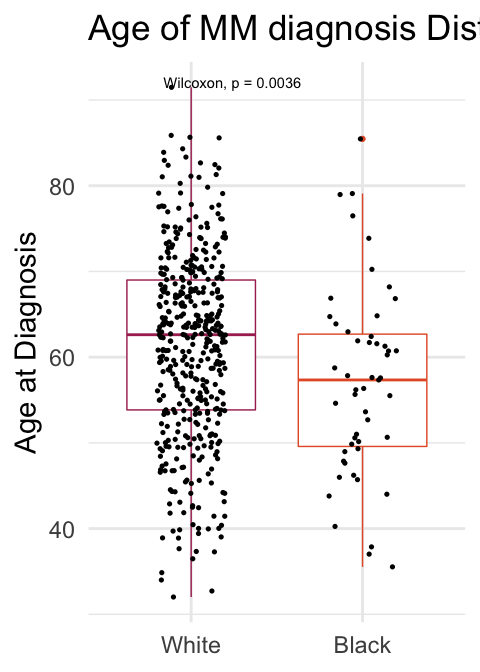 Age of MM diagnosis Dist
Wilcoxon, p = 0.0036
80
60
40
Age at Diagnosis
White
Black